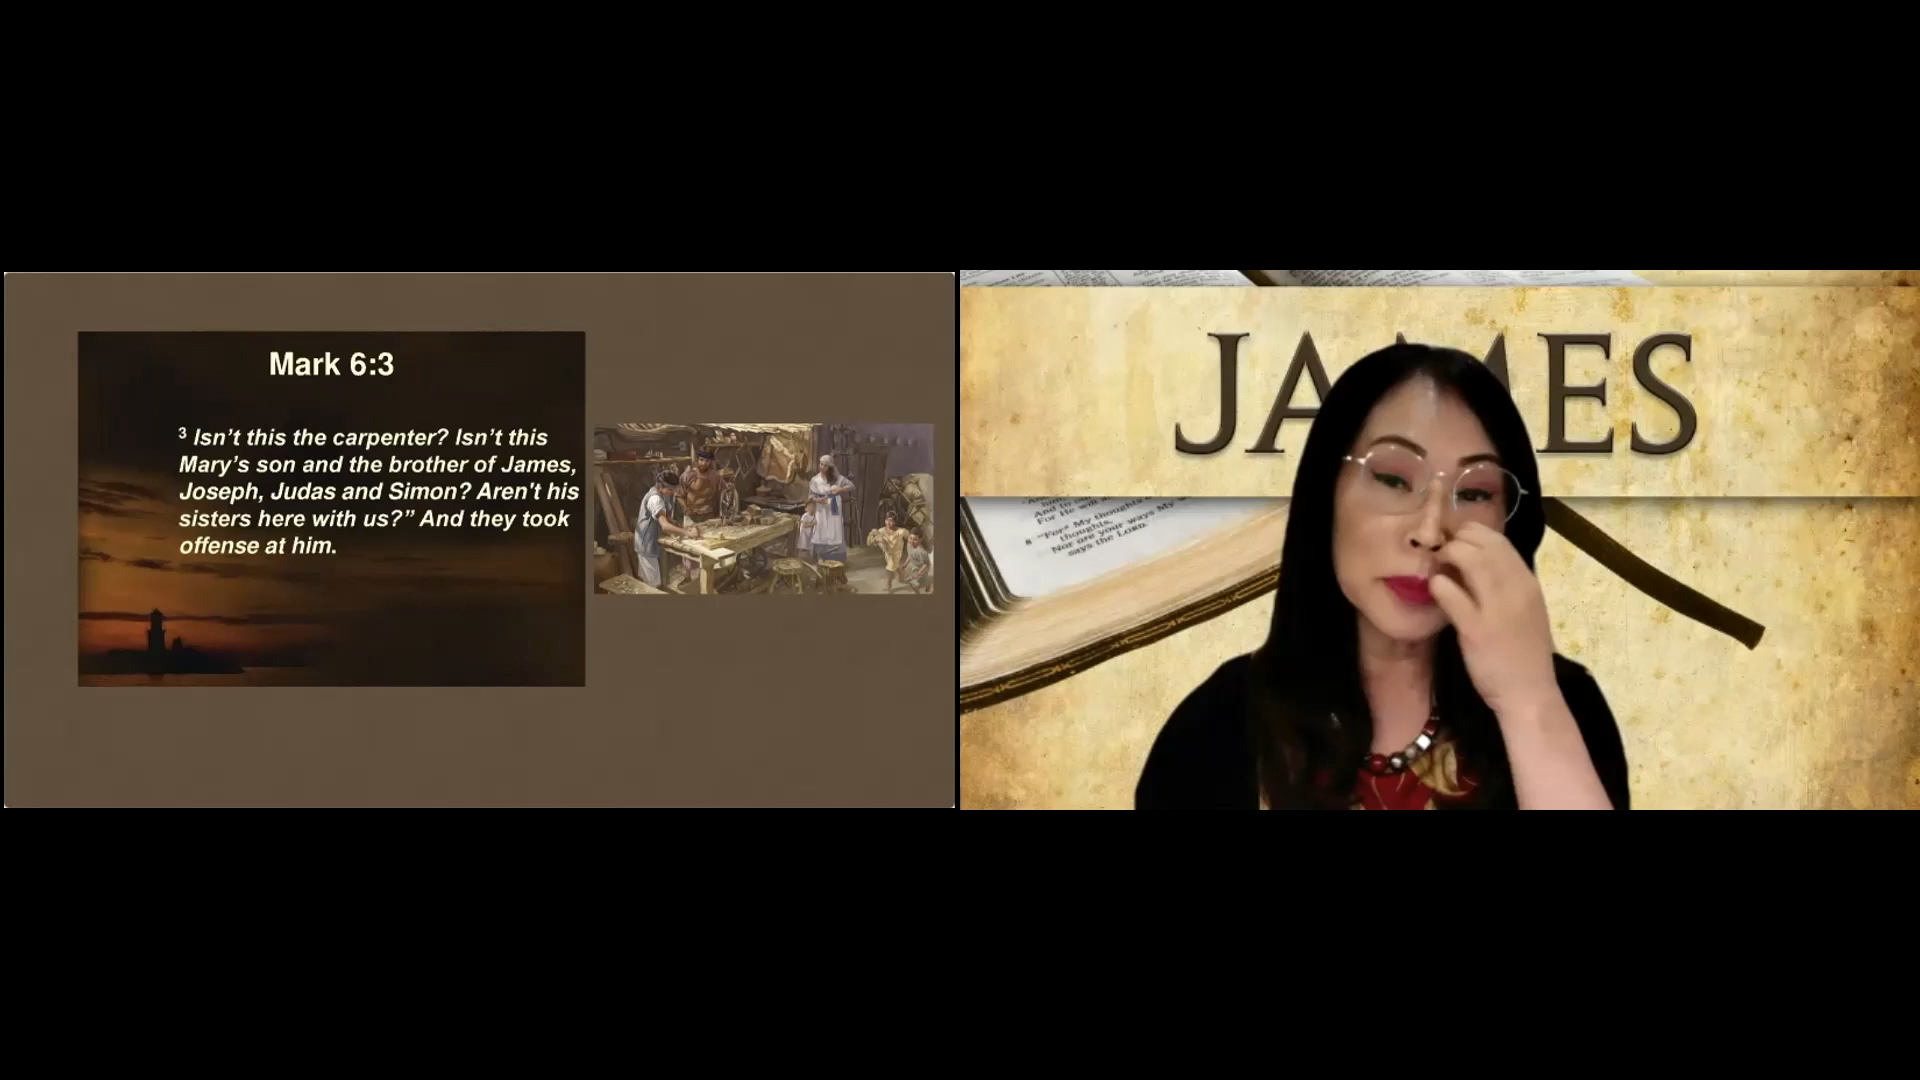 Mark 6:3
3 Isn’t this the carpenter? Isn’t this
Mary’s son and the brother of James,
Joseph, Judas and Simon? Aren't his
sisters here with us?” And they took
offense at him.
JAMES
And
For He will
8 "For My thoughts
thoughts,
Nor are your ways My
says the LORD.